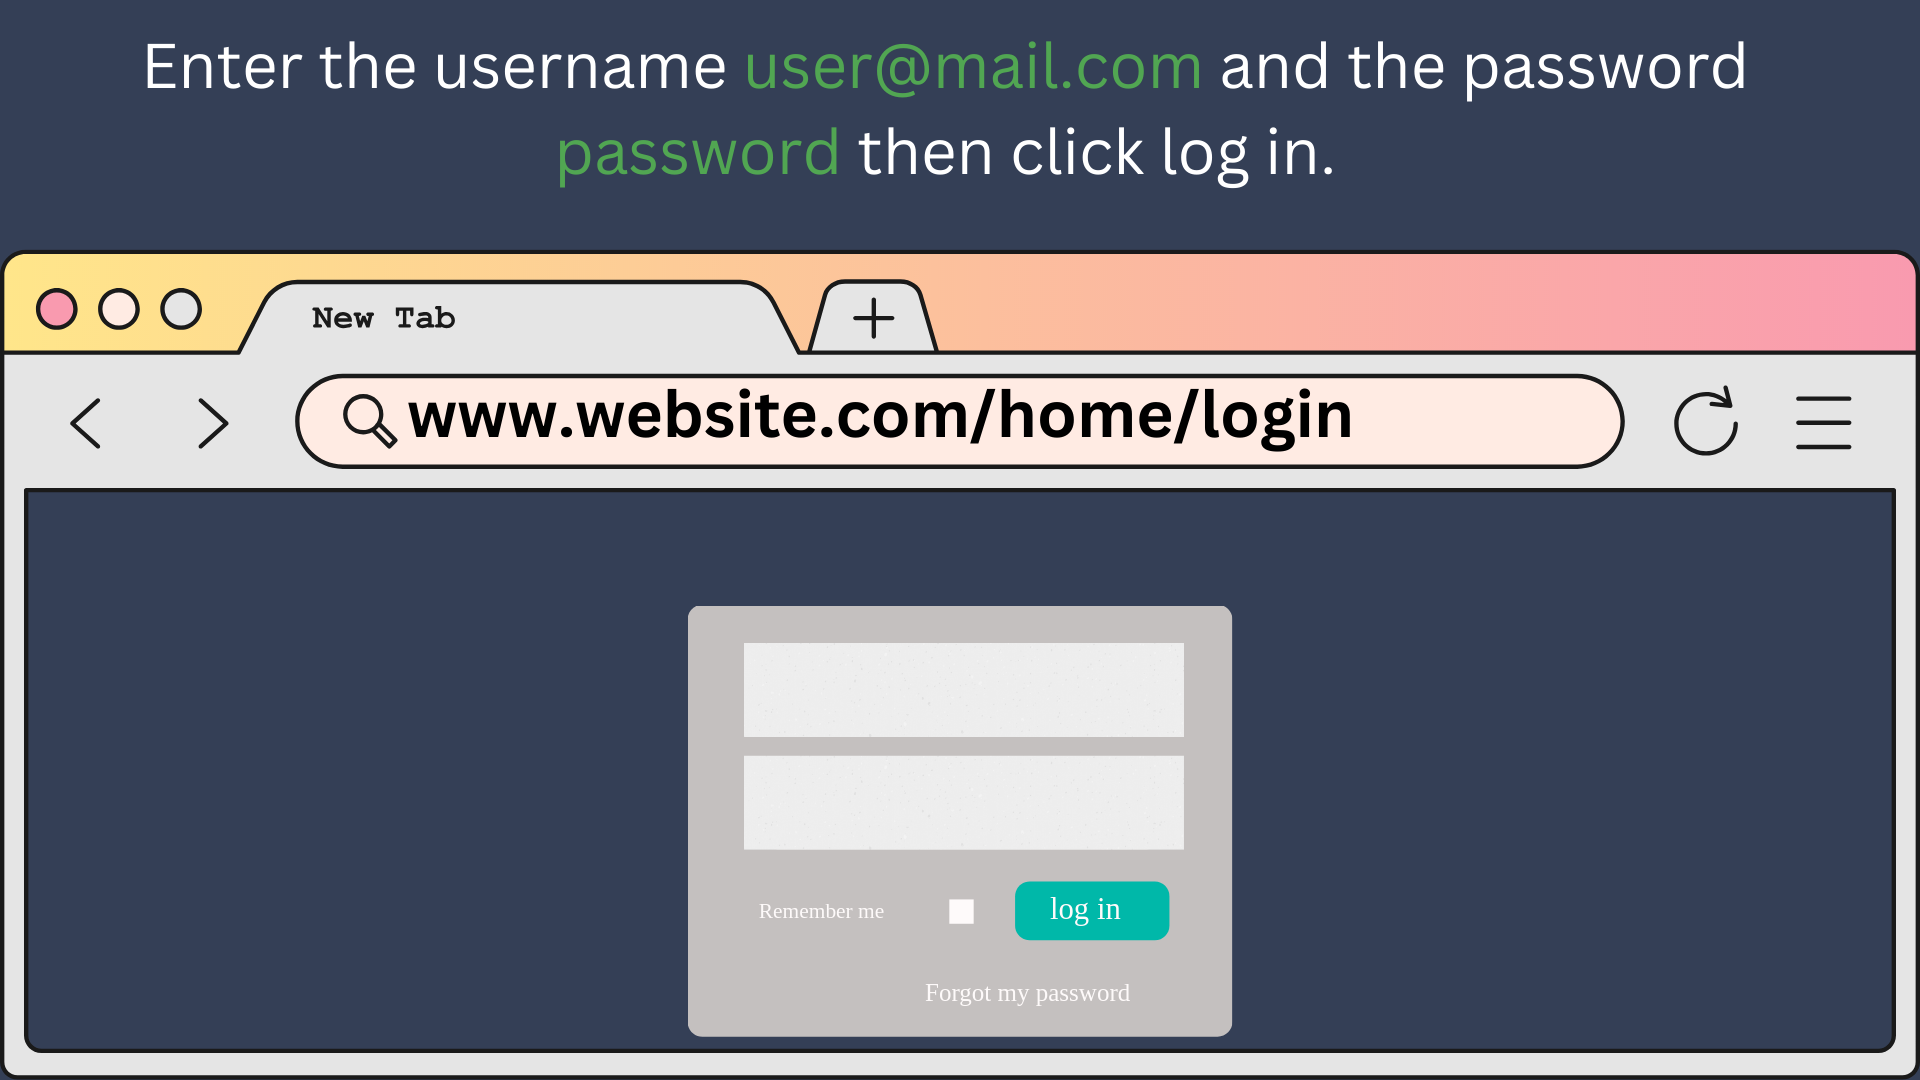 Enter the username user@mail.com and the password
password then click log in.
New Tab
www.website.com/home/login
Remember me
log in
Forgot my password